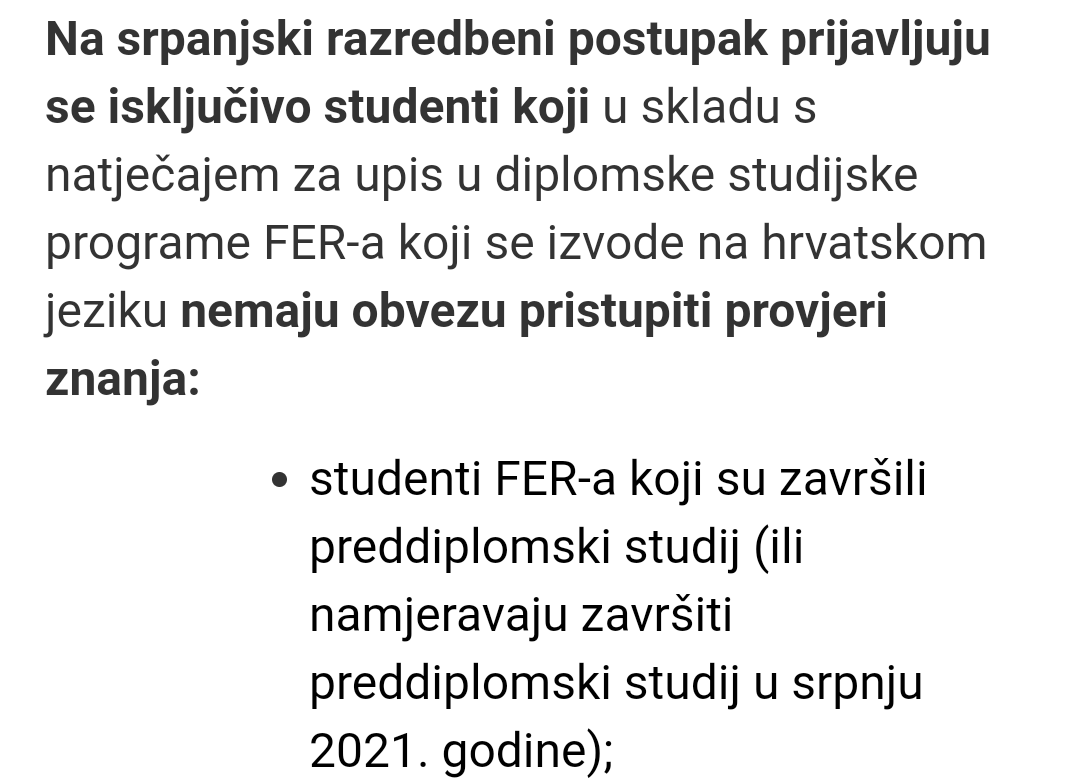 Na srpanjski razredbeni postupak prijavljuju
se isključivo studenti koji u skladu s
natječajem za upis u diplomske studijske
programe FER-a koji se izvode na hrvatskom
jeziku nemaju obvezu pristupiti provjeri
znanja:
• studenti FER-a koji su završili
preddiplomski studij (ili
namjeravaju završiti
preddiplomski studij u srpnju
2021. godine);